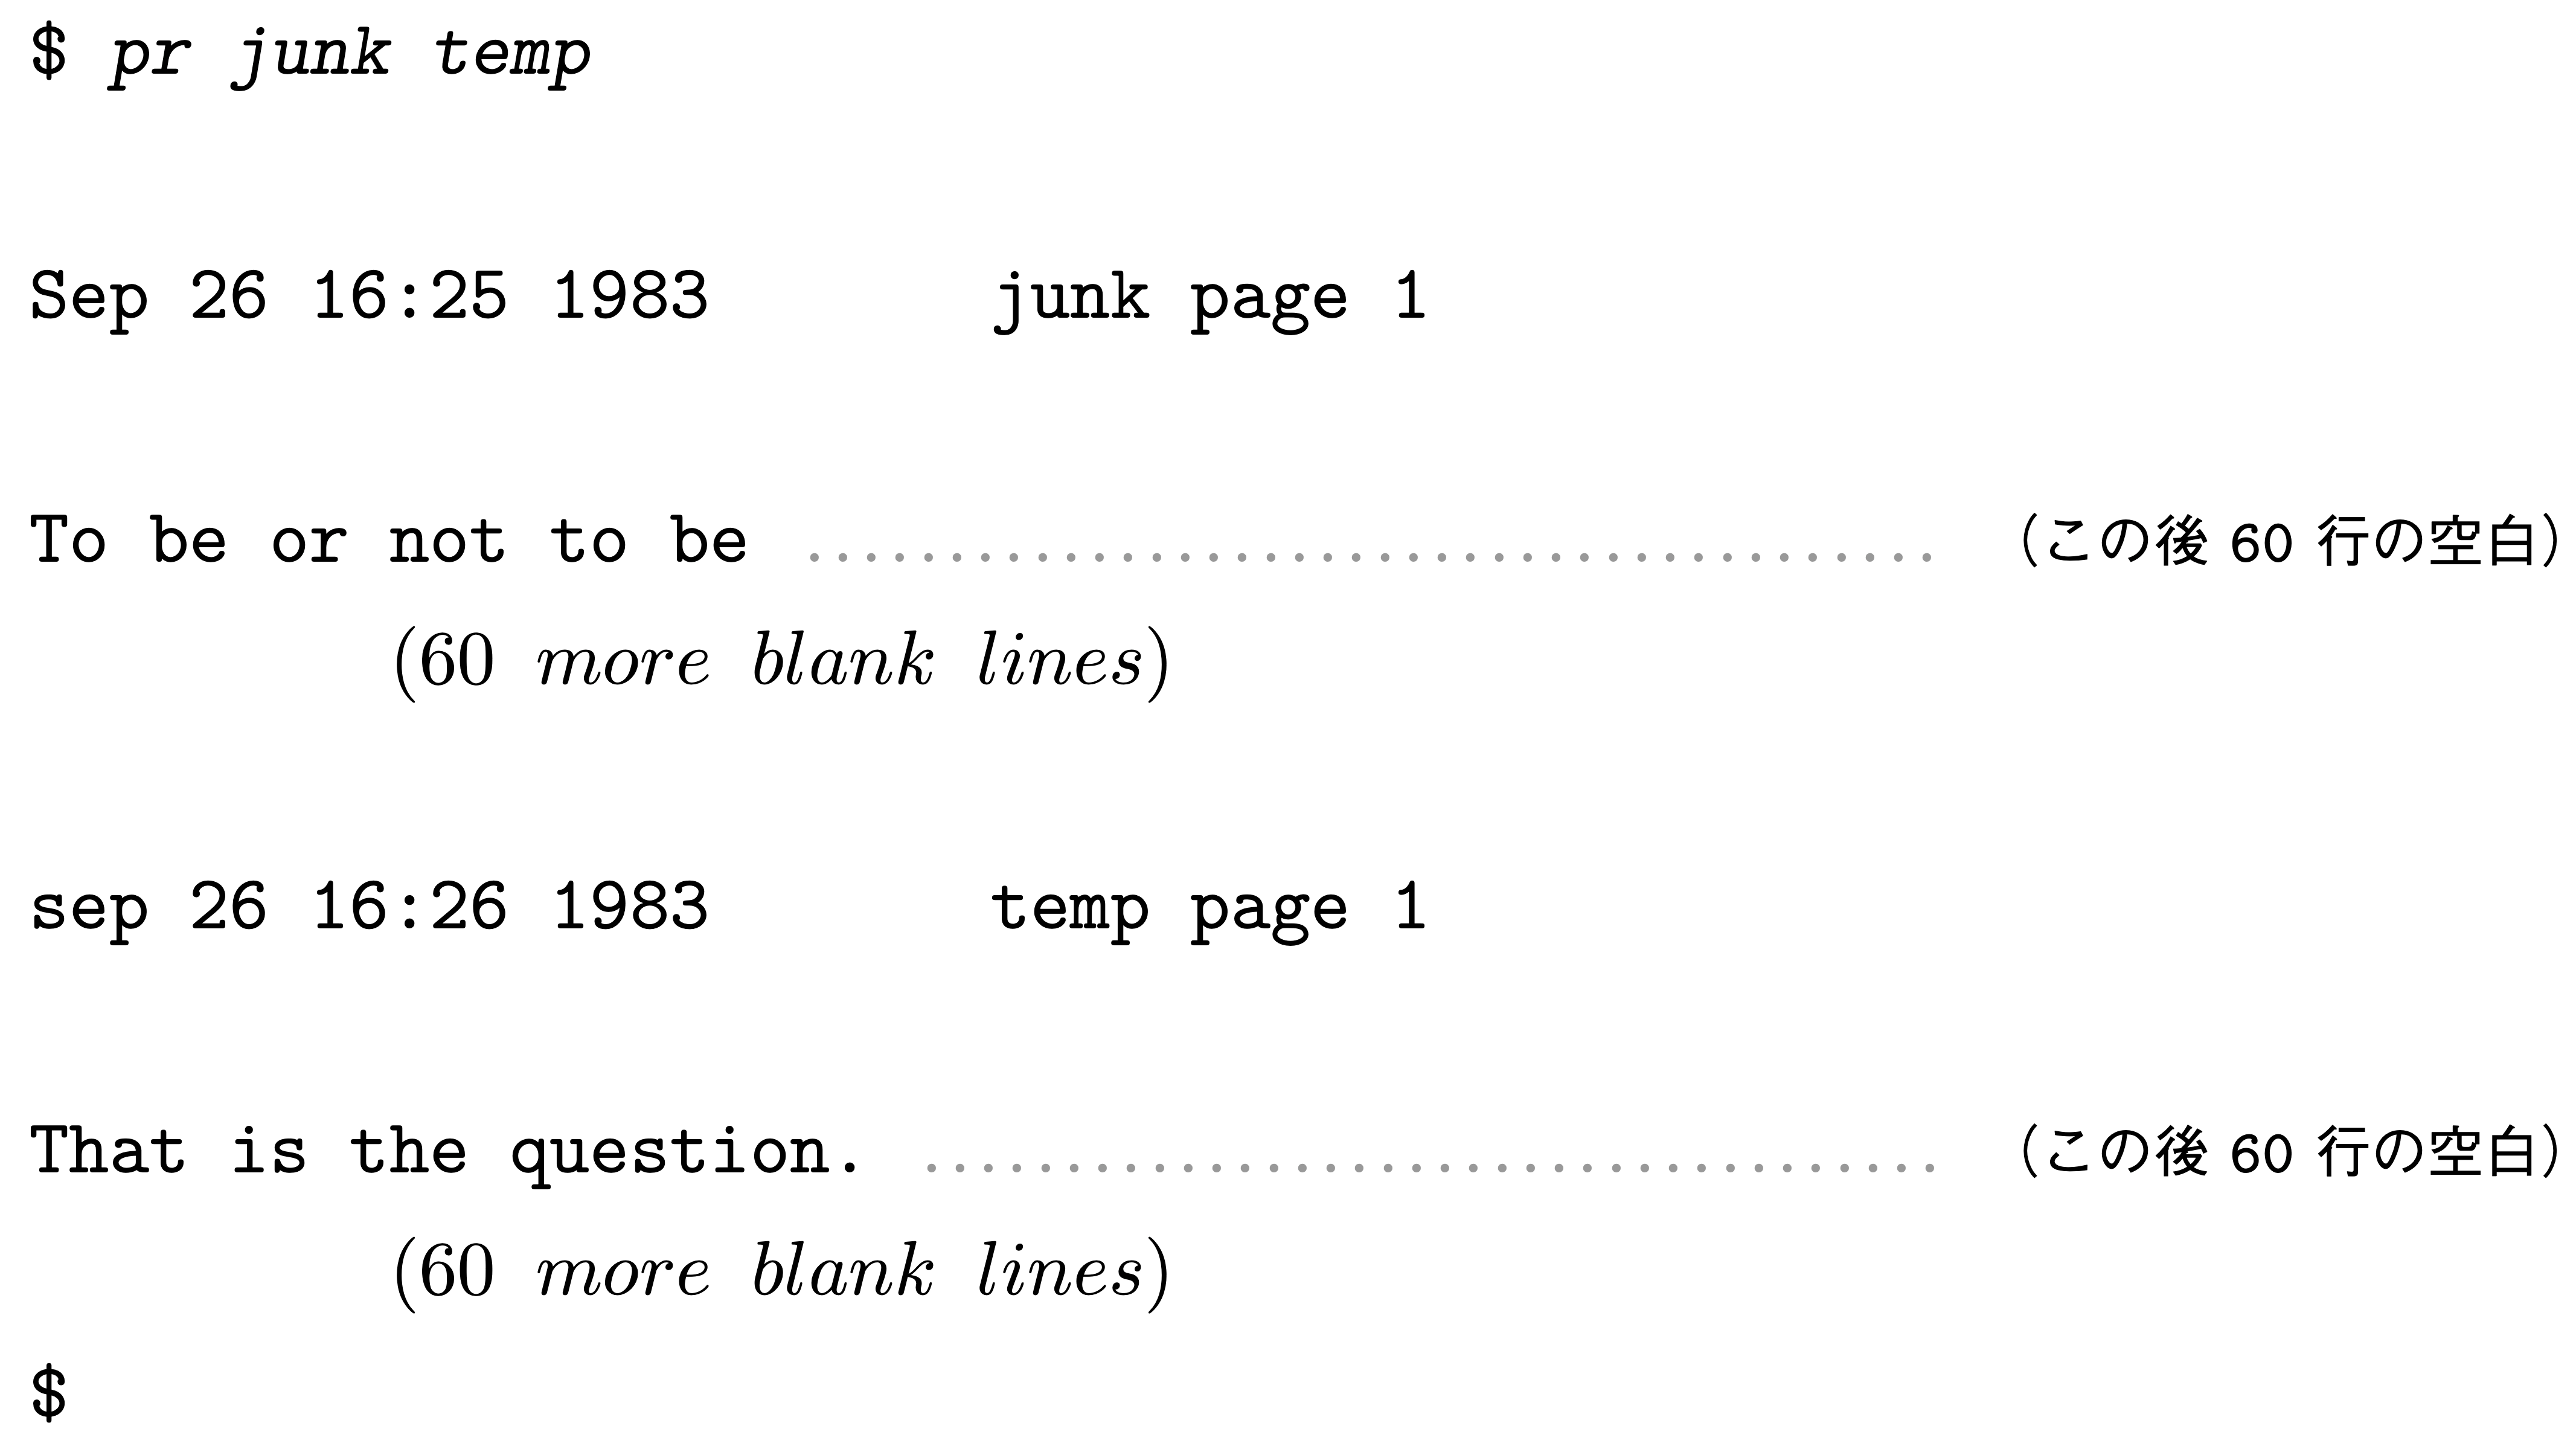 $ pr junk temp
Sep 26 16:25 1983 junk page 1
To be or not to be ........................................ (この後 60 行の空白)
(60 more blank lines)
sep 26 16:26 1983 temp page 1
That is the question. .................................... (この後 60 行の空白)
(60 more blank lines)
$